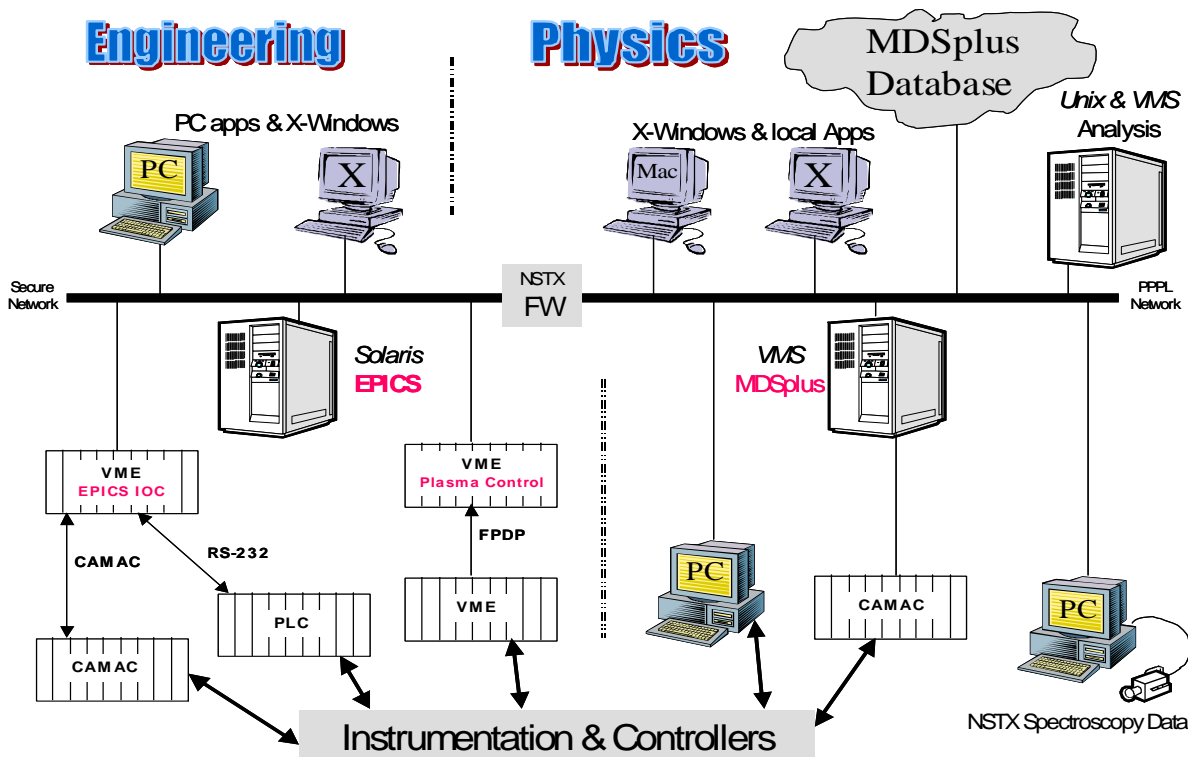 Engineering
Physics
MDSplus
Database
Unix & VMS
Analysis
PC apps & X-Windows
X-Windows & local Apps
PC
X
Mac
X
Secure
Network
NSTX
FW
PPPL
Network
Solaris
EPICS
VMS
MDSplus
VME
EPICS IOC
VME
Plasma Control
CAMAC
RS-232
FPDP
PLC
VME
PC
CAMAC
PC
CAMAC
NSTX Spectroscopy Data
Instrumentation & Controllers